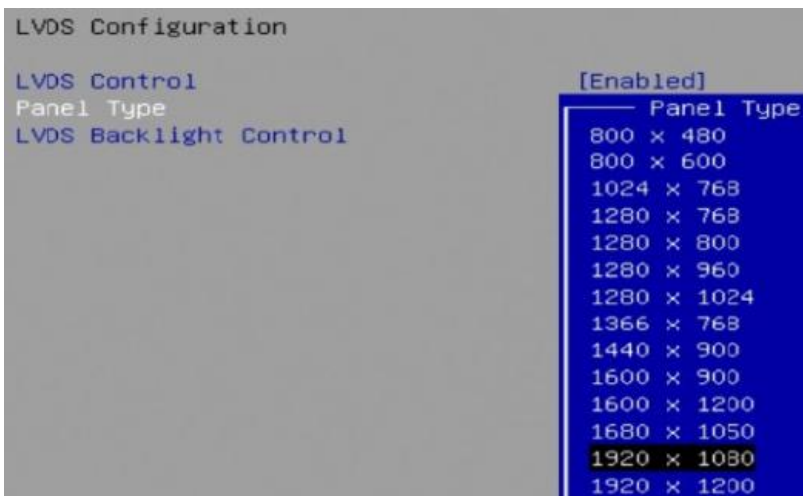 LVDS Configuration
LVDS Control [Enabled]
Panel Type Panel Type
LVDS Backlight Control
800 x 480
800 x 600
1024 x 768
1280 x 768
1280 x 800
1280 x 960
1280 x 1024
1366 x 768
1440 x 900
1600 x 900
1600 x 1200
1680 x 1050
1920 x 1080
1920 x 1200